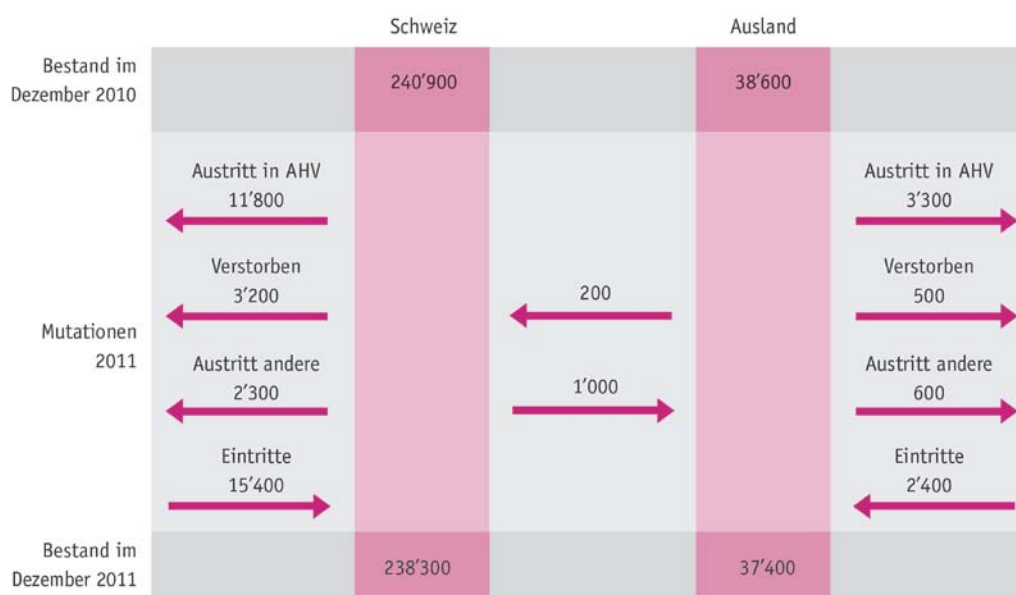 Schweiz
Ausland
Bestand im
Dezember 2010
240’900
38’600
Austritt in AHV
11’800
Austritt in AHV
3’300
Verstorben
3’200
200
Verstorben
500
Mutationen
2011
Austritt andere
2’300
1’000
Austritt andere
600
Eintritte
15’400
Eintritte
2’400
Bestand im
Dezember 2011
238’300
37’400